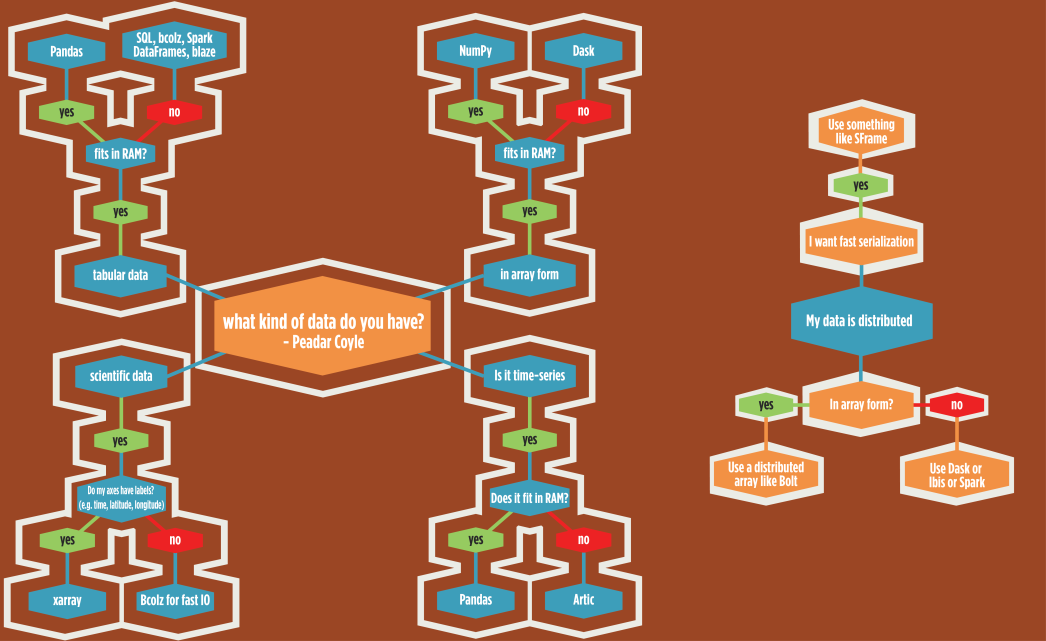 Pandas
SQL, bcolz, Spark
DataFrames, blaze
yes
no
fits in RAM?
yes
tabular data
NumPy
Dask
yes
no
fits in RAM?
yes
in array form
what kind of data do you have?
– Peadar Coyle
scientific data
yes
Do my axes have labels?
(e.g. time, latitude, longitude)
yes
no
xarray
Bcolz for fast IO
Is it time-series
yes
Does it fit in RAM?
yes
no
Pandas
Artic
Use something
like SFrame
yes
I want fast serialization
My data is distributed
yes
In array form?
no
Use a distributed
array like Bolt
Use Dask or
Ibis or Spark